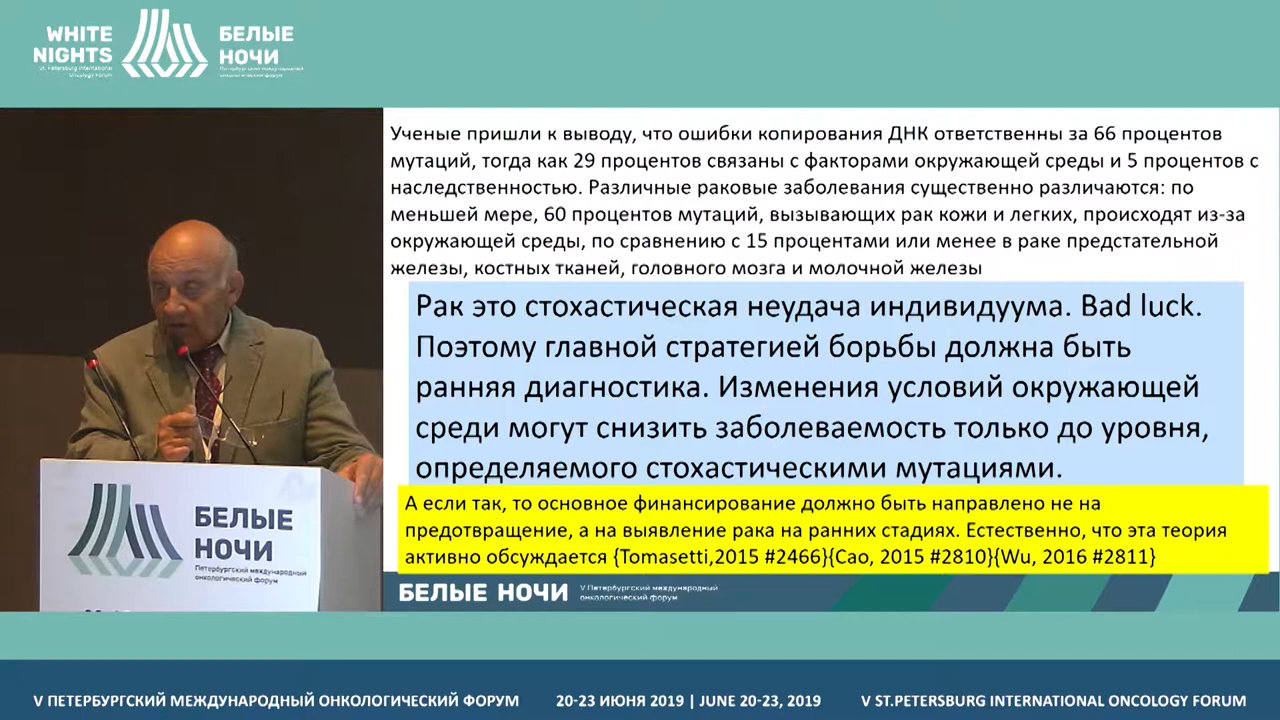 WHITE NIGHTS
St. Petersburg International
Oncology Forum
БЕЛЫЕ НОЧИ
Петербургский международный
онкологический форум
Ученые пришли к выводу, что ошибки копирования ДНК ответственны за 66 процентов
мутаций, тогда как 29 процентов связаны с факторами окружающей среды и 5 процентов с
наследственностью. Различные раковые заболевания существенно различаются: по
меньшей мере, 60 процентов мутаций, вызывающих рак кожи и легких, происходят из-за
окружающей среды, по сравнению с 15 процентами или менее в раке предстательной
железы, костных тканей, головного мозга и молочной железы
Рак это стохастическая неудача индивидуума. Bad luck.
Поэтому главной стратегией борьбы должна быть
ранняя диагностика. Изменения условий окружающей
среди могут снизить заболеваемость только до уровня,
определяемого стохастическими мутациями.
А если так, то основное финансирование должно быть направлено не на
предотвращение, а на выявление рака на ранних стадиях. Естественно, что эта теория
активно обсуждается {Tomasetti,2015 #2466}{Cao, 2015 #2810}{Wu, 2016 #2811}
БЕЛЫЕ НОЧИ
V Петербургский международный
онкологический форум
БЕЛЫЕ
НОЧИ
Петербургский международный
онкологический форум
V ПЕТЕРБУРГСКИЙ МЕЖДУНАРОДНЫЙ ОНКОЛОГИЧЕСКИЙ ФОРУМ 20-23 ИЮНЯ 2019 | JUNE 20-23, 2019 V ST.PETERSBURG INTERNATIONAL ONCOLOGY FORUM